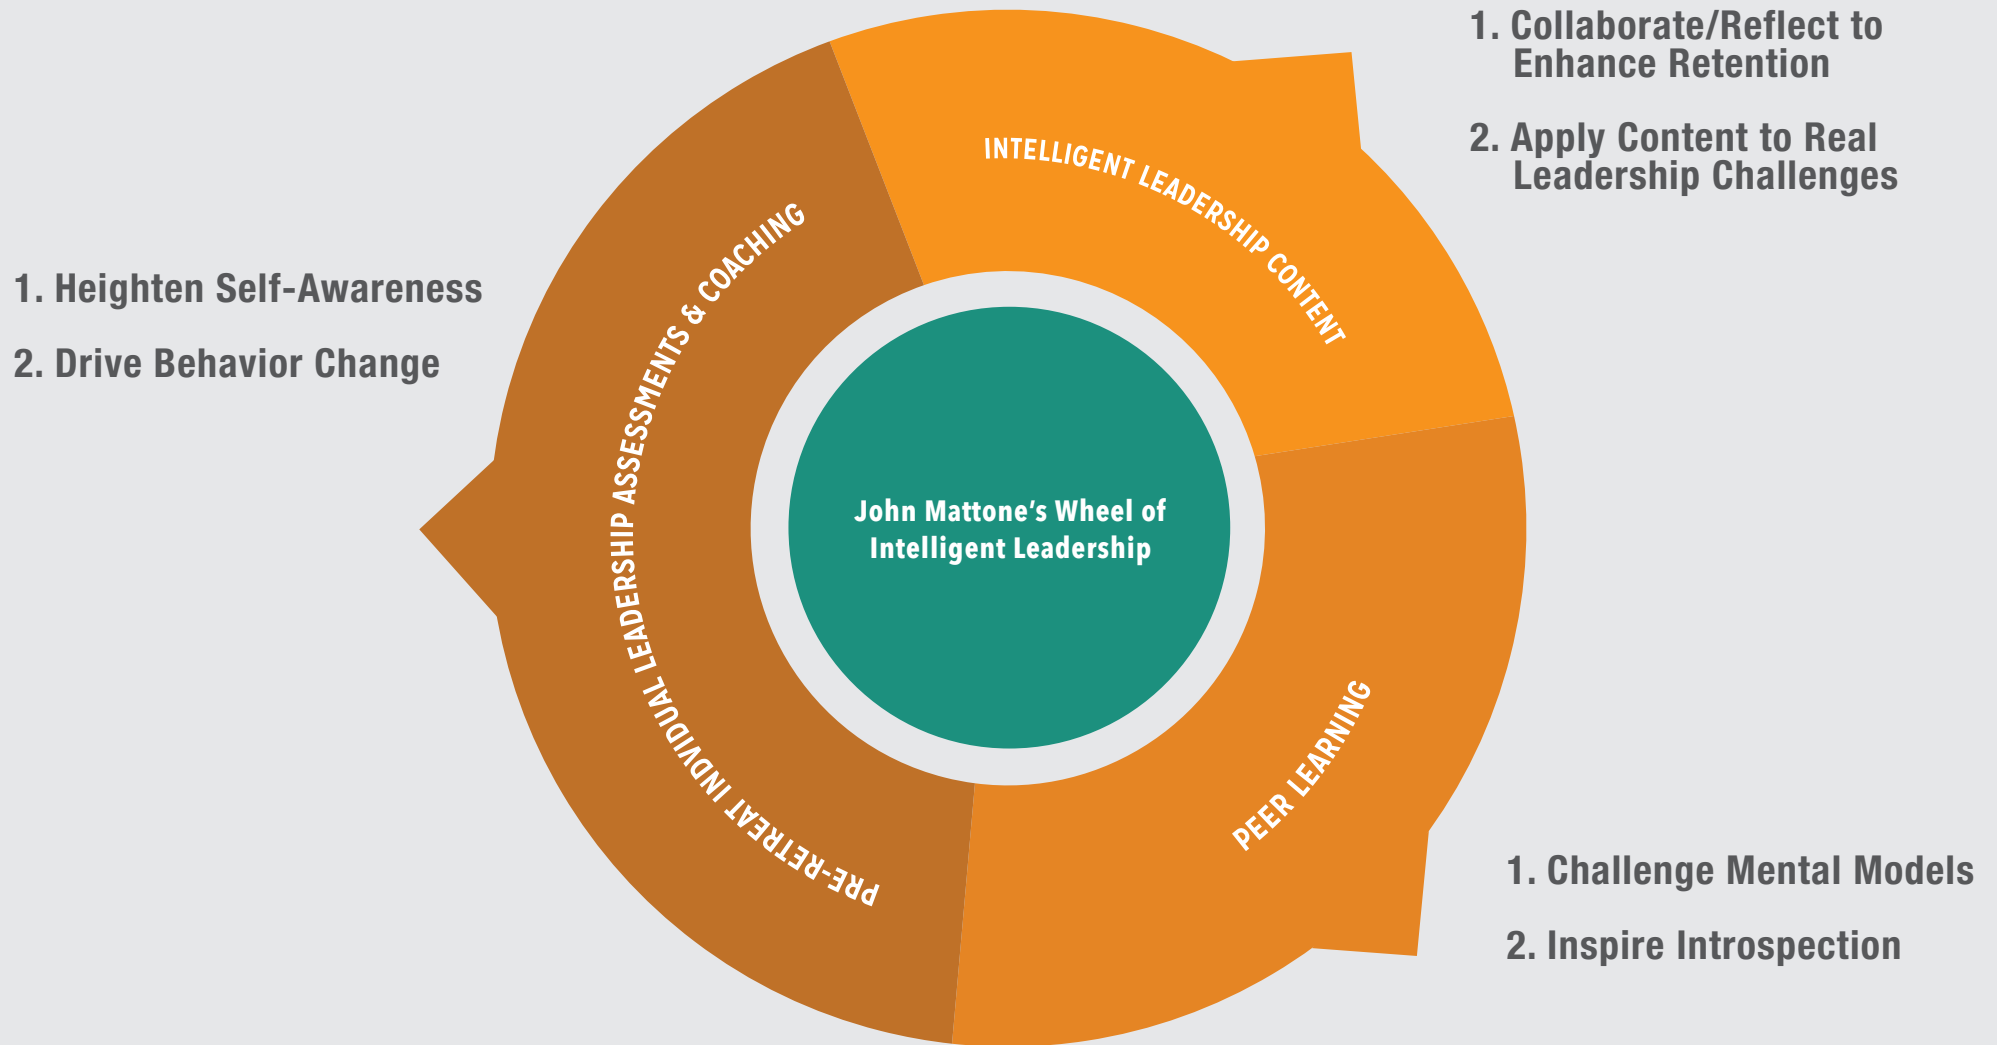 1. Collaborate/Reflect to
Enhance Retention
2. Apply Content to Real
Leadership Challenges
INTELLIGENT LEADERSHIP CONTENT
1. Heighten Self-Awareness
2. Drive Behavior Change
PRE-RETREAT INDVIDUAL LEADERSHIP ASSESSMENTS & COACHING
John Mattone’s Wheel of
Intelligent Leadership
PEER LEARNING
1. Challenge Mental Models
2. Inspire Introspection